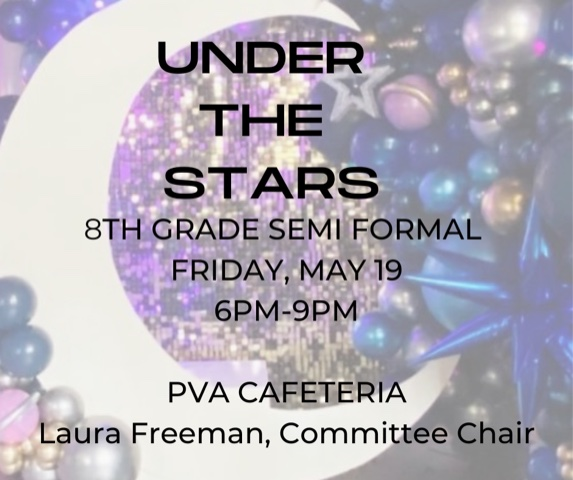 UNDER
THE
STARS
8TH GRADE SEMI FORMAL
FRIDAY, MAY 19
6PM-9PM
PVA CAFETERIA
Laura Freeman, Committee Chair